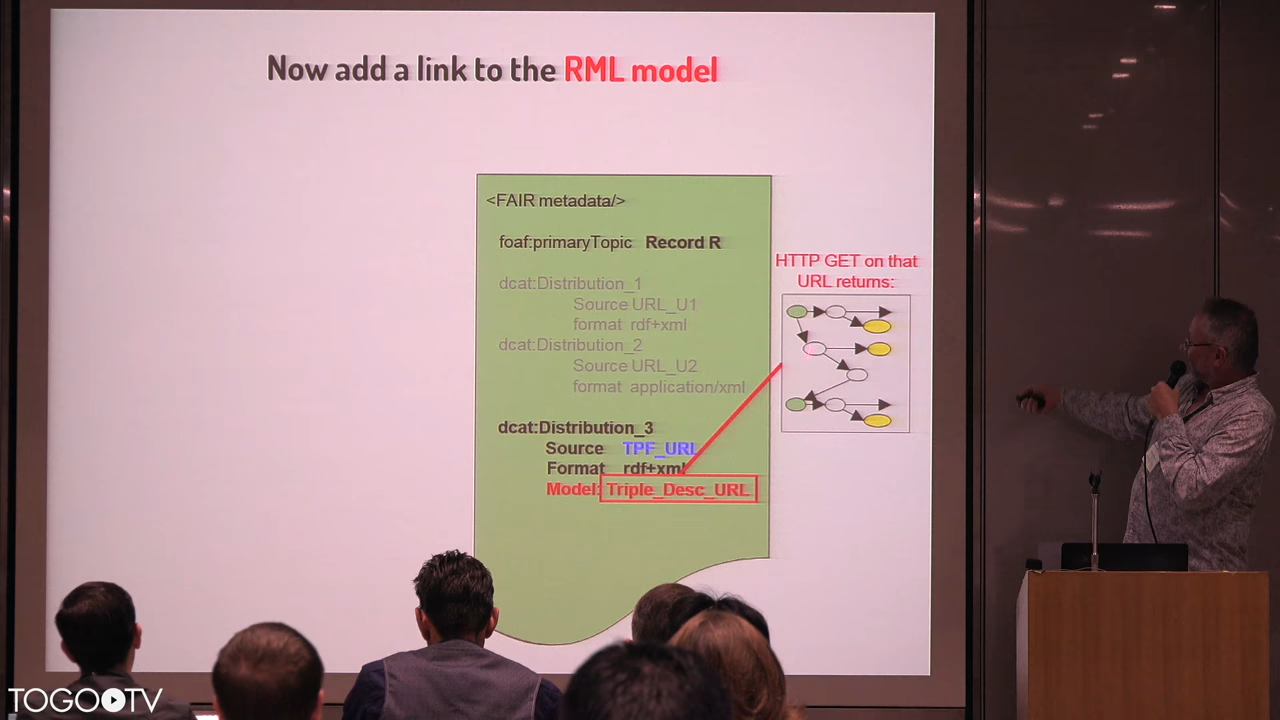 Now add a link to the RML model
<FAIR metadata/>
foaf:primaryTopic Record R
dcat:Distribution_1
Source URL_U1
format rdf+xml
dcat:Distribution_2
Source URL_U2
format application/xml
dcat:Distribution_3
Source TPF_URL
Format rdf+xml
Model: Triple_Desc_URL
HTTP GET on that
URL returns:
TOGOTV